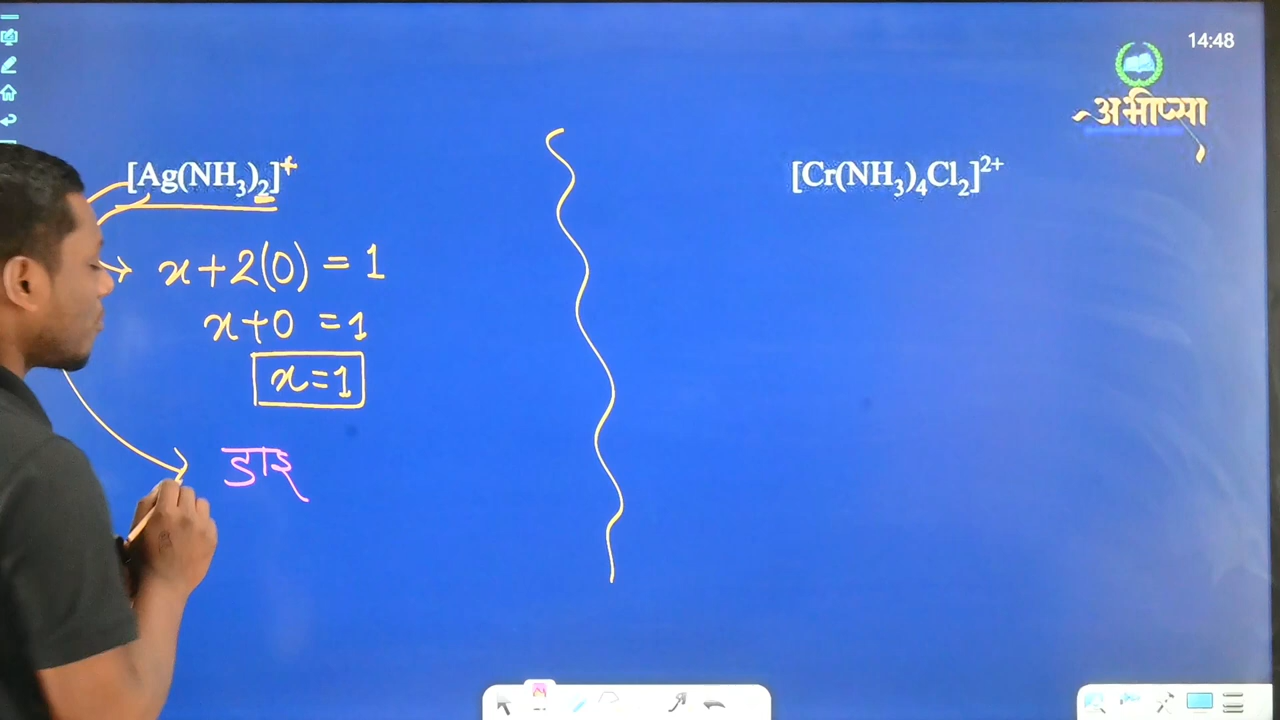 14:48
अभीप्सा
[Ag(NH₃)₂]⁺
x+2(0) = 1
x+0 = 1
x=1
डाइ
[Cr(NH₃)₄Cl₂]²⁺